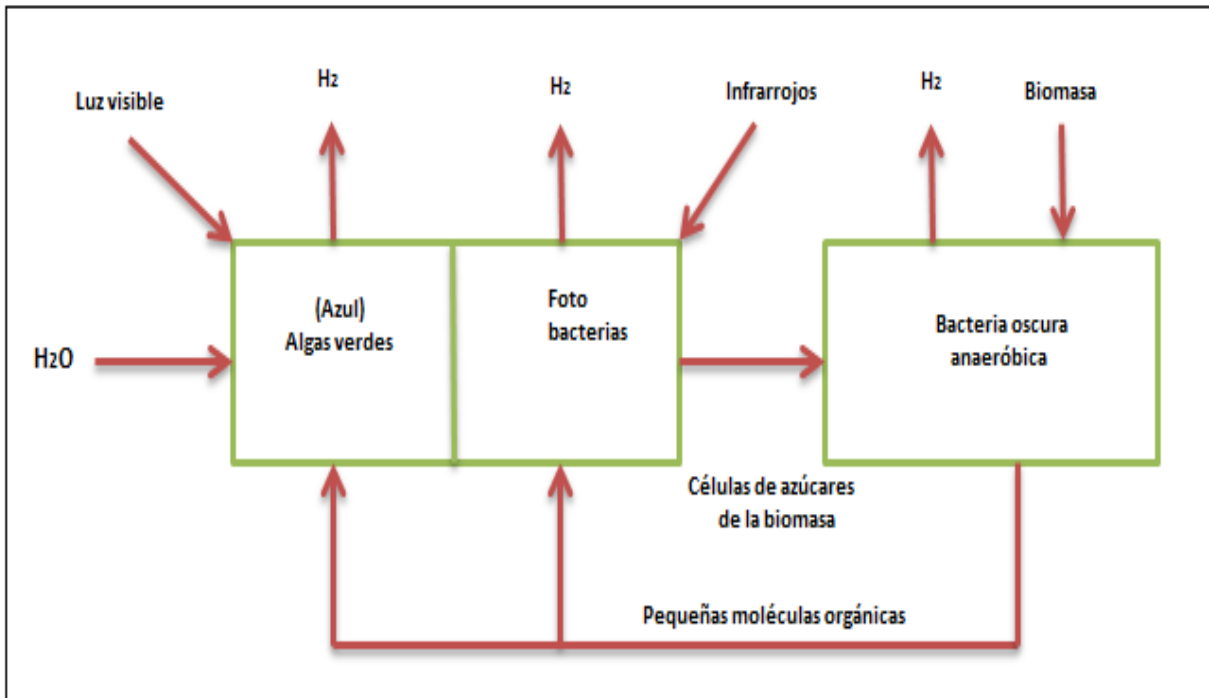 Luz visible
H2
H2
Infrarrojos
H2
Biomasa
H2O
(Azul)
Algas verdes
Foto
bacterias
Bacteria oscura
anaeróbica
Células de azúcares
de la biomasa
Pequeñas moléculas orgánicas